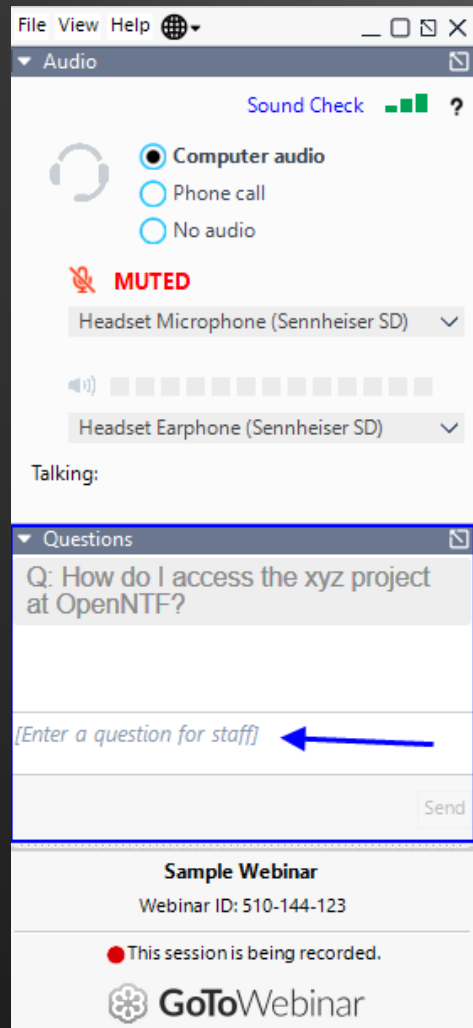 File View Help
Audio
Sound Check ?
Computer audio
Phone call
No audio
MUTED
Headset Microphone (Sennheiser SD)
Headset Earphone (Sennheiser SD)
Talking:
Questions
Q: How do I access the xyz project
at OpenNTF?
[Enter a question for staff]
Send
Sample Webinar
Webinar ID: 510-144-123
This session is being recorded.
GoToWebinar